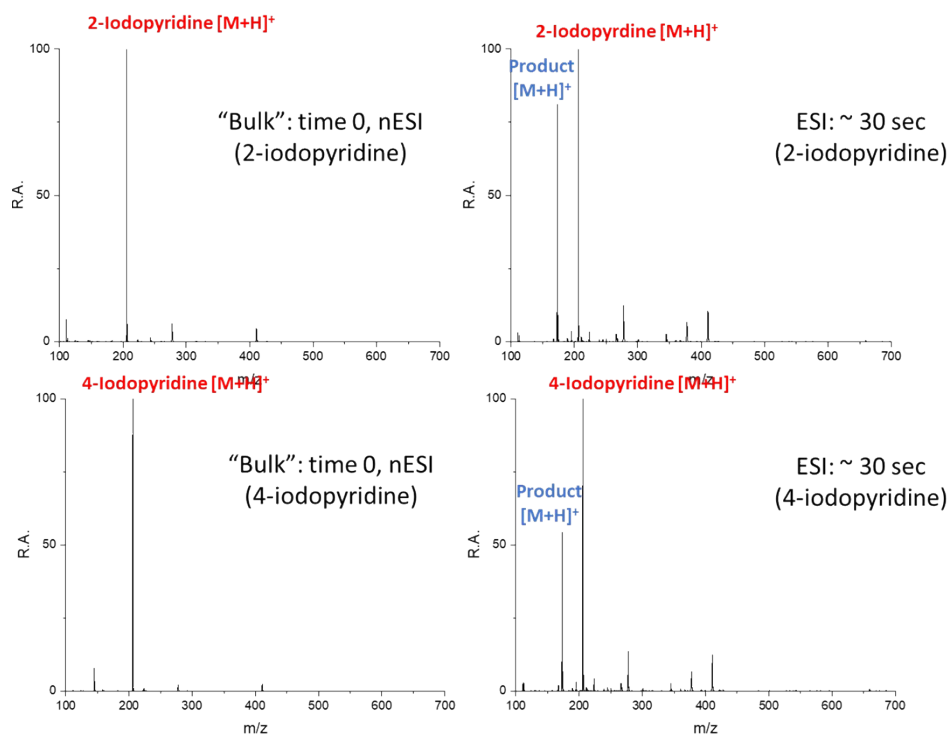 2-Iodopyridine [M+H]+
100
50
0
R.A.
"Bulk": time 0, nESI
(2-iodopyridine)
100 200 300 400 500 600 700
2-Iodopyrdine [M+H]+
Product
[M+H]+
100
50
0
R.A.
ESI: ~ 30 sec
(2-iodopyridine)
100 200 300 400 500 600 700
m/z
4-Iodopyridine [M+H]+
m/z
100
50
0
R.A.
"Bulk": time 0, nESI
(4-iodopyridine)
100 200 300 400 500 600 700
m/z
4-Iodopyridine [M+H]+
Product
[M+H]+
100
50
0
R.A.
ESI: ~ 30 sec
(4-iodopyridine)
100 200 300 400 500 600 700
m/z